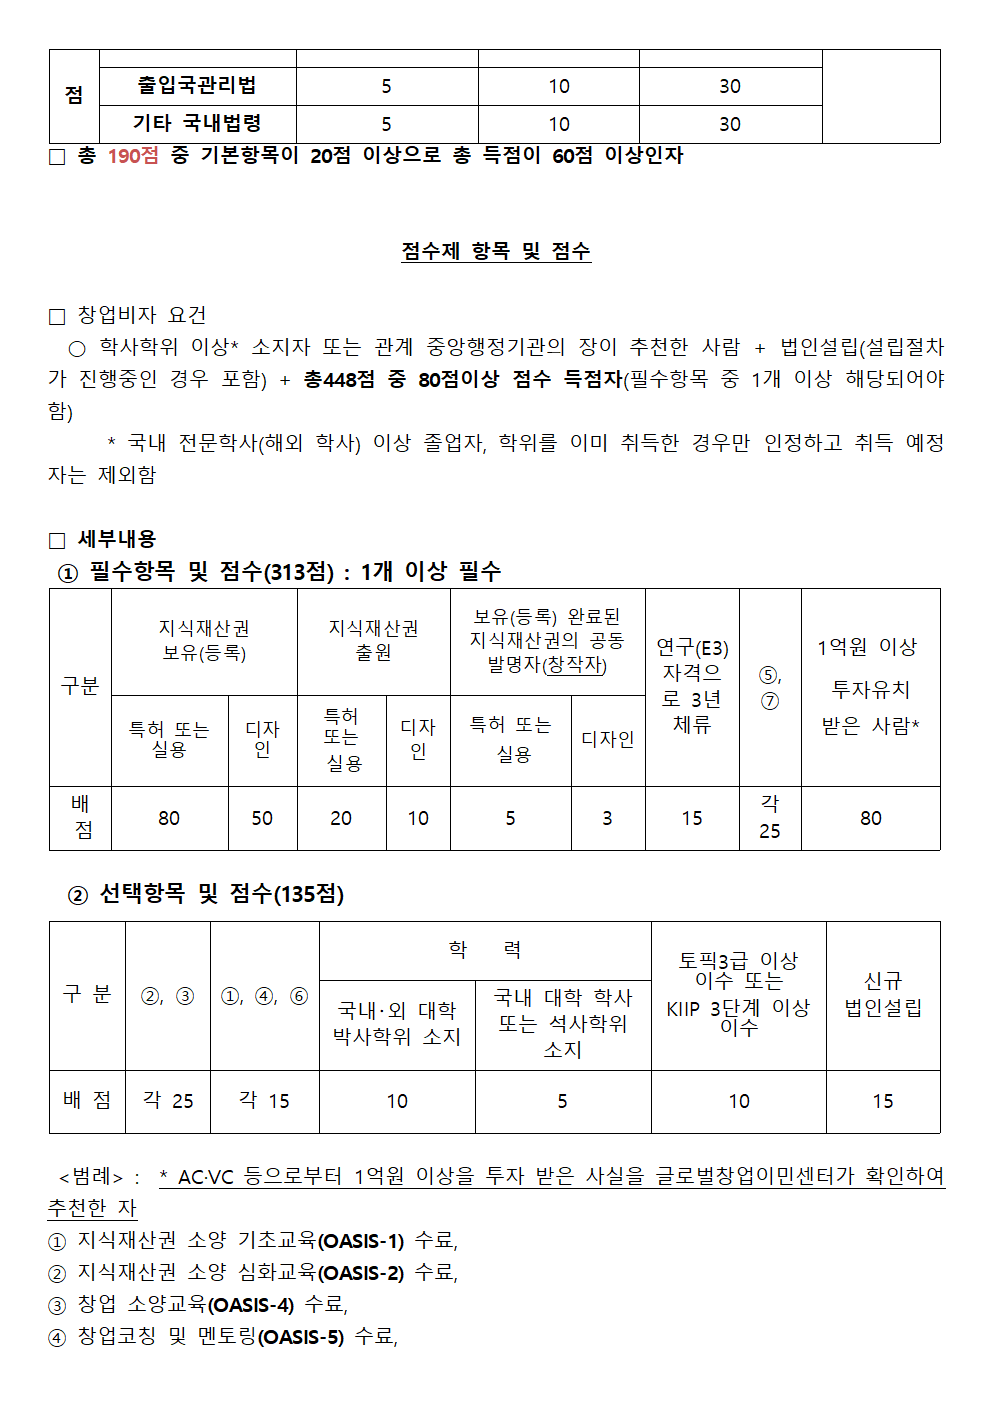 점
출입국관리법 5 10 30
기타 국내법령 5 10 30
□ 총 190점 중 기본항목이 20점 이상으로 총 득점이 60점 이상인자
점수제 항목 및 점수
□ 창업비자 요건
○ 학사학위 이상* 소지자 또는 관계 중앙행정기관의 장이 추천한 사람 + 법인설립(설립절차
가 진행중인 경우 포함) + 총448점 중 80점이상 점수 득점자(필수항목 중 1개 이상 해당되어야
함)
* 국내 전문학사(해외 학사) 이상 졸업자, 학위를 이미 취득한 경우만 인정하고 취득 예정
자는 제외함
□ 세부내용
① 필수항목 및 점수(313점) : 1개 이상 필수
구분
지식재산권
보유(등록)
지식재산권
출원
보유(등록) 완료된
지식재산권의 공동
발명자(창작자)
연구(E3)
자격으
로 3년
체류
⑤,
⑦
1억원 이상
투자유치
받은 사람*
특허 또는
실용
디자
인
특허
또는
실용
디자
인
특허 또는
실용
디자인
배
점
80 50 20 10 5 3 15
각
25
80
② 선택항목 및 점수(135점)
구 분
②, ③
①, ④, ⑥
학 력
토픽3급 이상
이수 또는
KIIP 3단계 이상
이수
신규
법인설립
국내·외 대학
박사학위 소지
국내 대학 학사
또는 석사학위
소지
배 점 각 25 각 15 10 5 10 15
<범례> : * AC·VC 등으로부터 1억원 이상을 투자 받은 사실을 글로벌창업이민센터가 확인하여
추천한 자
① 지식재산권 소양 기초교육(OASIS-1) 수료,
② 지식재산권 소양 심화교육(OASIS-2) 수료,
③ 창업 소양교육(OASIS-4) 수료,
④ 창업코칭 및 멘토링(OASIS-5) 수료,